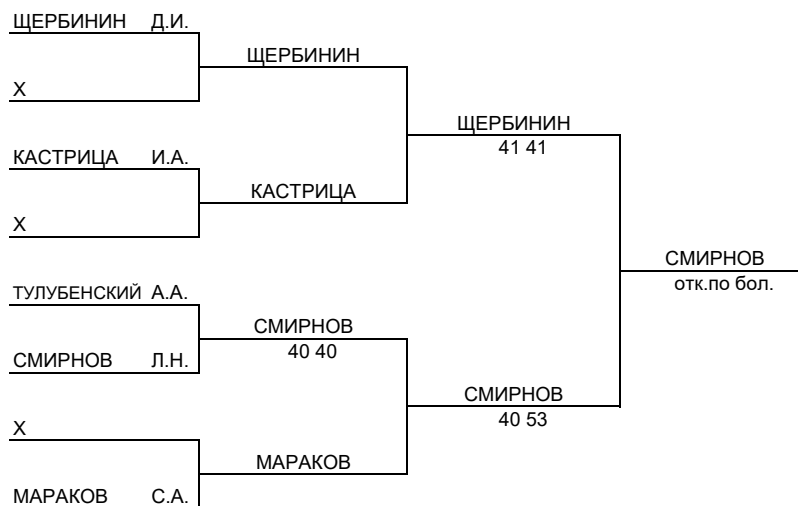 ЩЕРБИНИН Д.И.
ЩЕРБИНИН
Х
ЩЕРБИНИН
41 41
КАСТРИЦА И.А.
КАСТРИЦА
Х
СМИРНОВ
отк.по бол.
ТУЛУБЕНСКИЙ А.А.
СМИРНОВ
40 40
СМИРНОВ Л.Н.
СМИРНОВ
40 53
Х
МАРАКОВ
МАРАКОВ С.А.